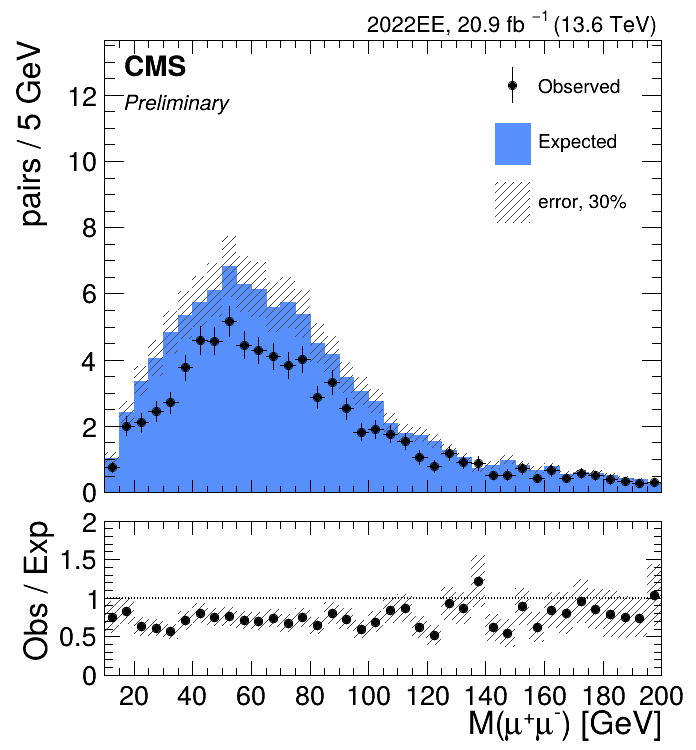 2022EE, 20.9 fb⁻¹ (13.6 TeV)
pairs / 5 GeV
CMS
Preliminary
Observed
Expected
error, 30%
12
10
8
6
4
2
0
Obs / Exp
2
1.5
1
0.5
0
20 40 60 80 100 120 140 160 180 200
M(μ⁺μ⁻) [GeV]